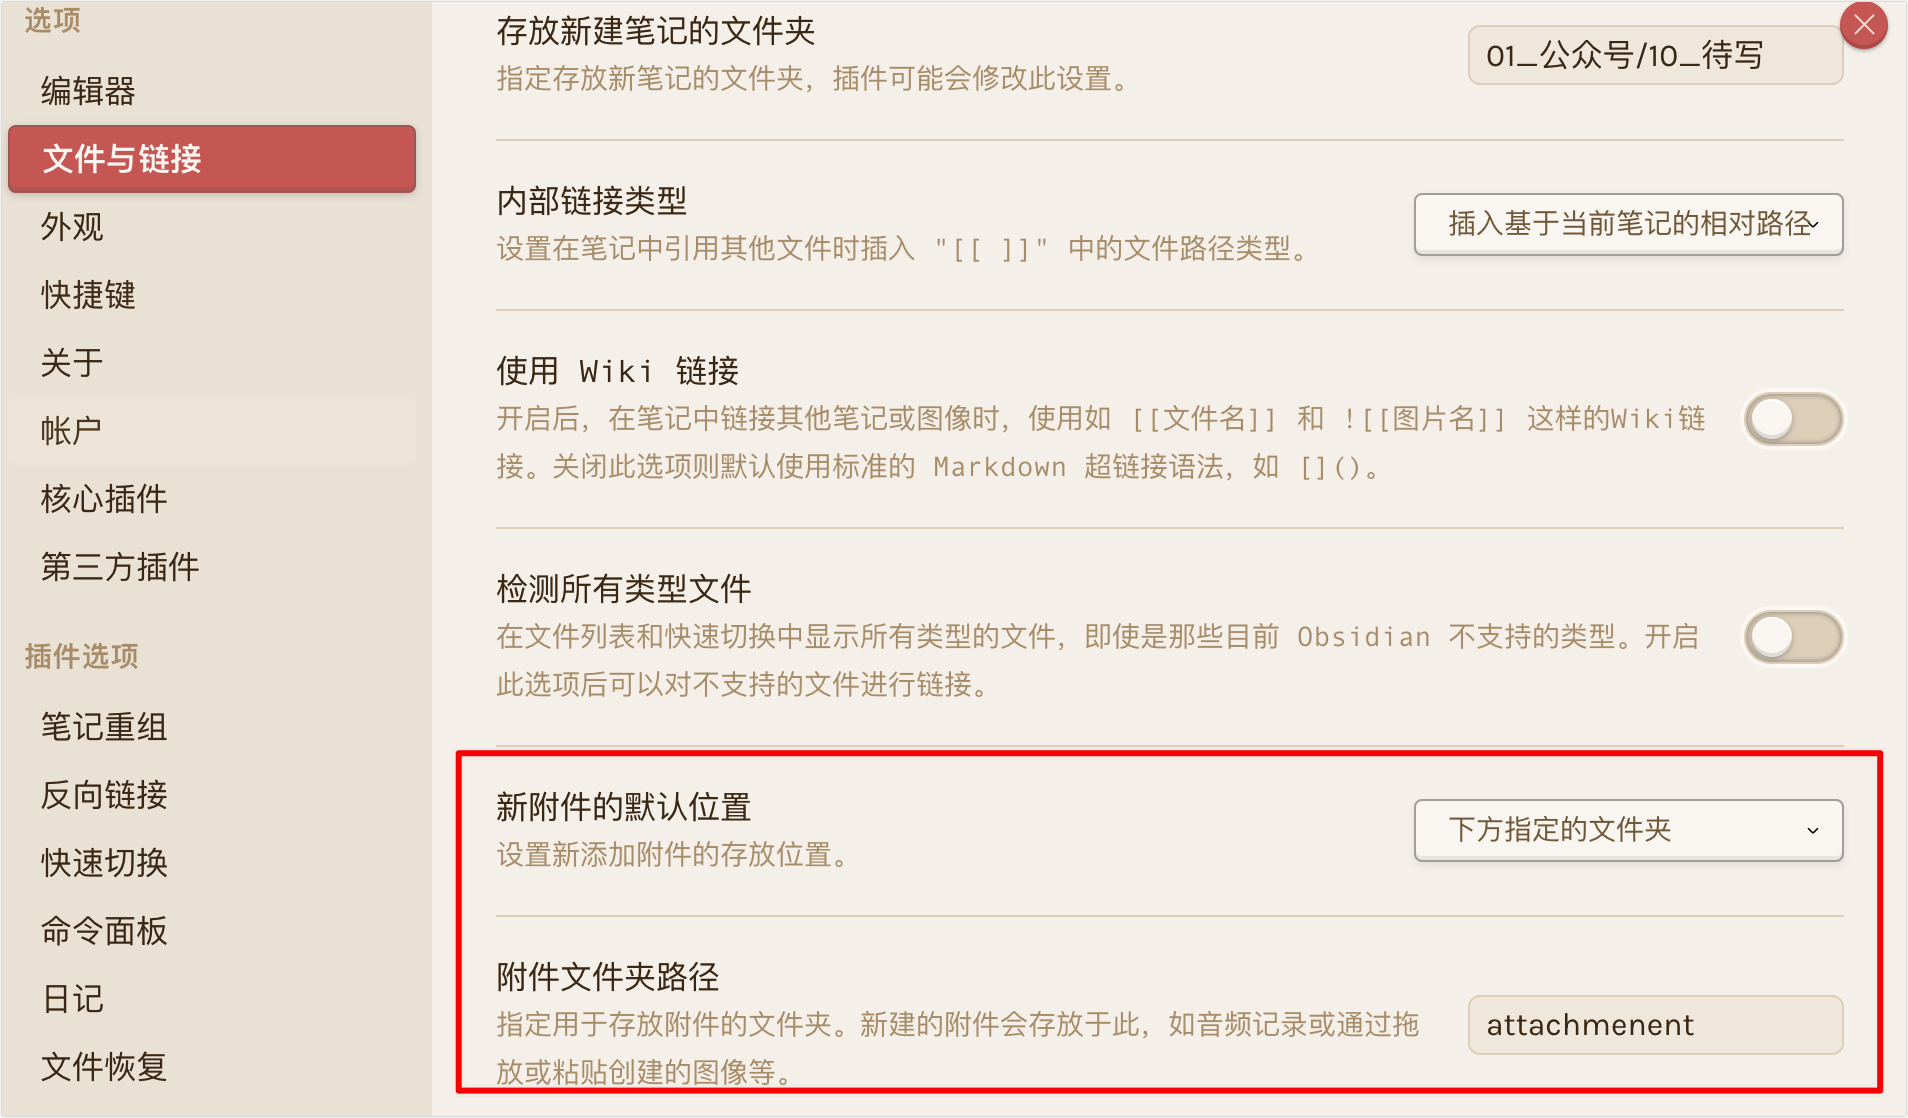 选项
编辑器
文件与链接
外观
快捷键
关于
帐户
核心插件
第三方插件
插件选项
笔记重组
反向链接
快速切换
命令面板
日记
文件恢复
存放新建笔记的文件夹
指定存放新笔记的文件夹，插件可能会修改此设置。
01_公众号/10_待写
内部链接类型
设置在笔记中引用其他文件时插入 "[[ ]]" 中的文件路径类型。
插入基于当前笔记的相对路径
使用 Wiki 链接
开启后，在笔记中链接其他笔记或图像时，使用如 [[文件名]] 和 ![[图片名]] 这样的Wiki链
接。关闭此选项则默认使用标准的 Markdown 超链接语法，如 []()。
检测所有类型文件
在文件列表和快速切换中显示所有类型的文件，即使是那些目前 Obsidian 不支持的类型。开启
此选项后可以对不支持的文件进行链接。
新附件的默认位置
设置新添加附件的存放位置。
下方指定的文件夹
附件文件夹路径
指定用于存放附件的文件夹。新建的附件会存放于此，如音频记录或通过拖
放或粘贴创建的图像等。
attachmenent